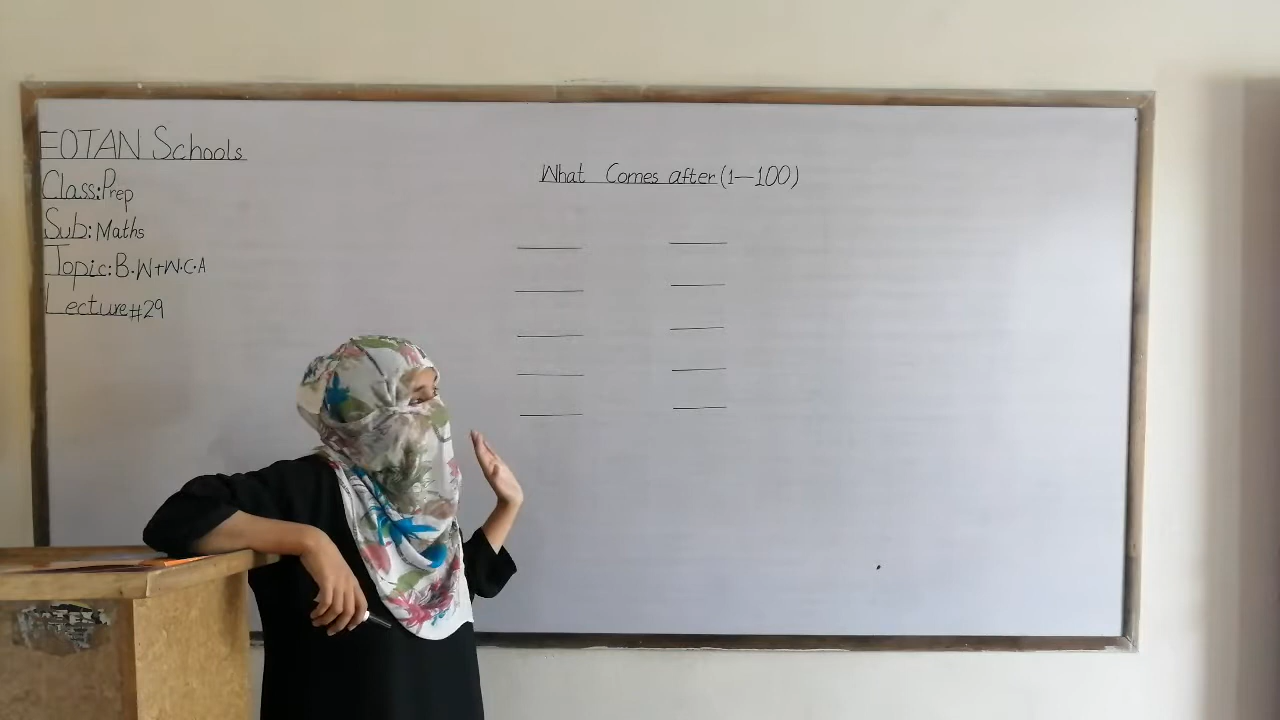 FOTAN Schools
Class:Prep
Sub:Maths
Topic:B.W+W.C.A
Lecture#29
What Comes after(1—100)